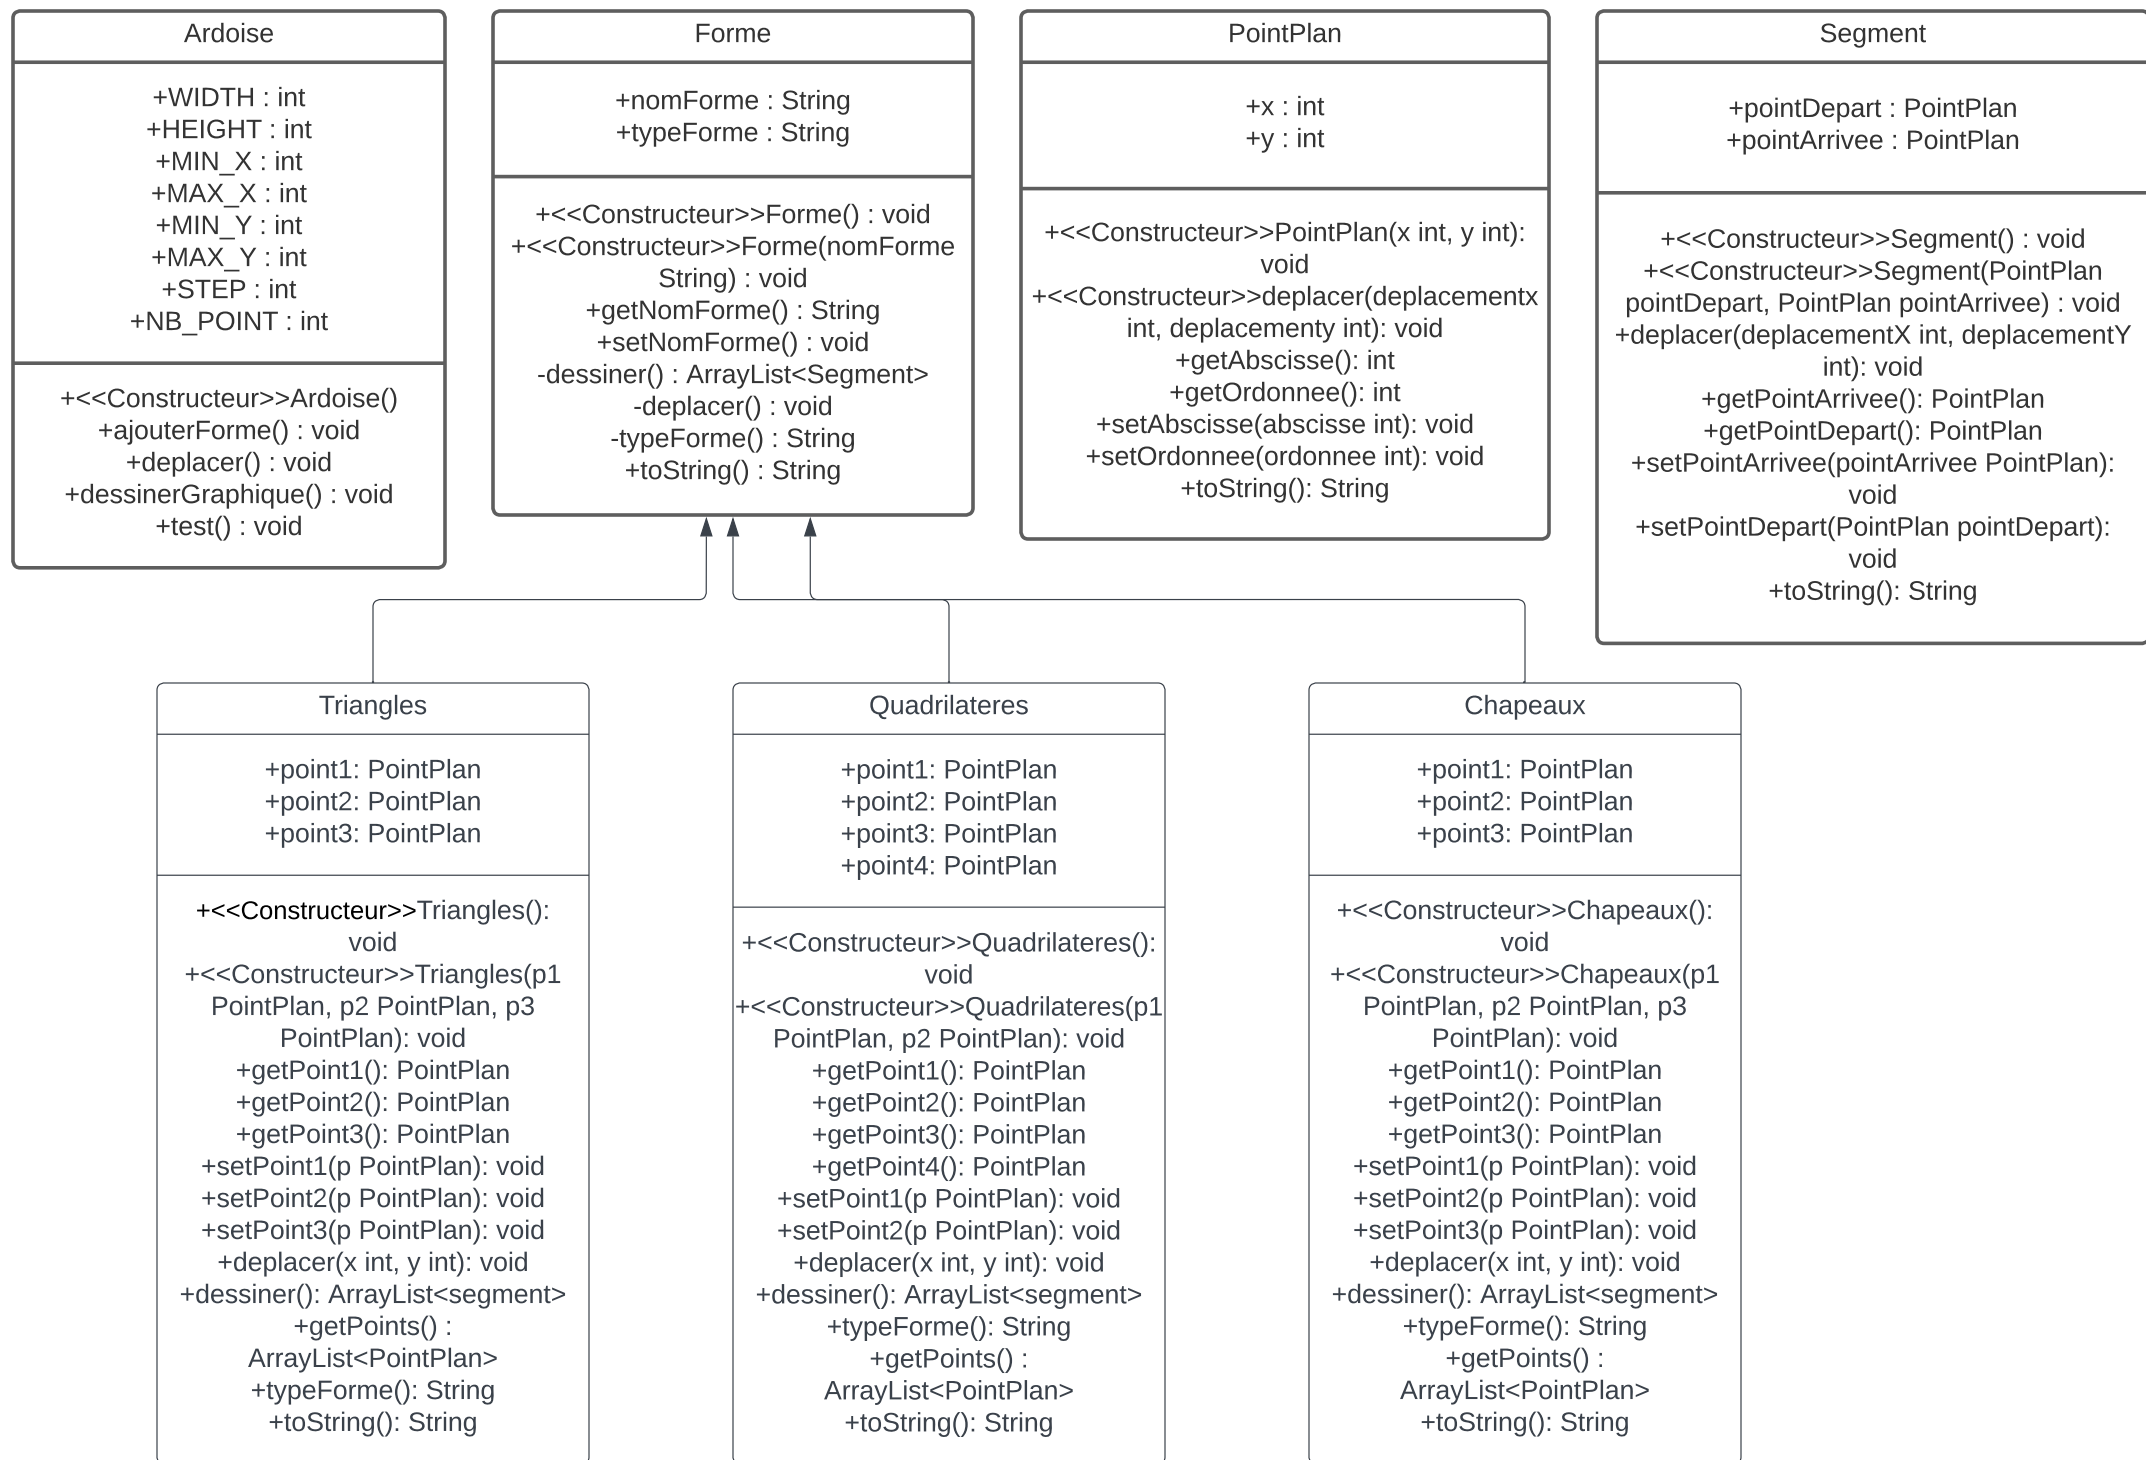 Ardoise
+WIDTH : int
+HEIGHT : int
+MIN_X : int
+MAX_X : int
+MIN_Y : int
+MAX_Y : int
+STEP : int
+NB_POINT : int
+<<Constructeur>>Ardoise()
+ajouterForme() : void
+deplacer() : void
+dessinerGraphique() : void
+test() : void
Forme
+nomForme : String
+typeForme : String
+<<Constructeur>>Forme() : void
+<<Constructeur>>Forme(nomForme
String) : void
+getNomForme() : String
+setNomForme() : void
-dessiner() : ArrayList<Segment>
-deplacer() : void
-typeForme() : String
+toString() : String
PointPlan
+x : int
+y : int
+<<Constructeur>>PointPlan(x int, y int):
void
+<<Constructeur>>deplacer(deplacementx
int, deplacementy int): void
+getAbscisse(): int
+getOrdonnee(): int
+setAbscisse(abscisse int): void
+setOrdonnee(ordonnee int): void
+toString(): String
Segment
+pointDepart : PointPlan
+pointArrivee : PointPlan
+<<Constructeur>>Segment() : void
+<<Constructeur>>Segment(PointPlan
pointDepart, PointPlan pointArrivee) : void
+deplacer(deplacementX int, deplacementY
int): void
+getPointArrivee(): PointPlan
+getPointDepart(): PointPlan
+setPointArrivee(pointArrivee PointPlan):
void
+setPointDepart(PointPlan pointDepart):
void
+toString(): String
Triangles
+point1: PointPlan
+point2: PointPlan
+point3: PointPlan
+<<Constructeur>>Triangles():
void
+<<Constructeur>>Triangles(p1
PointPlan, p2 PointPlan, p3
PointPlan): void
+getPoint1(): PointPlan
+getPoint2(): PointPlan
+getPoint3(): PointPlan
+setPoint1(p PointPlan): void
+setPoint2(p PointPlan): void
+setPoint3(p PointPlan): void
+deplacer(x int, y int): void
+dessiner(): ArrayList<segment>
+getPoints() :
ArrayList<PointPlan>
+typeForme(): String
+toString(): String
Quadrilateres
+point1: PointPlan
+point2: PointPlan
+point3: PointPlan
+point4: PointPlan
+<<Constructeur>>Quadrilateres():
void
+<<Constructeur>>Quadrilateres(p1
PointPlan, p2 PointPlan): void
+getPoint1(): PointPlan
+getPoint2(): PointPlan
+getPoint3(): PointPlan
+getPoint4(): PointPlan
+setPoint1(p PointPlan): void
+setPoint2(p PointPlan): void
+deplacer(x int, y int): void
+dessiner(): ArrayList<segment>
+typeForme(): String
+getPoints() :
ArrayList<PointPlan>
+toString(): String
Chapeaux
+point1: PointPlan
+point2: PointPlan
+point3: PointPlan
+<<Constructeur>>Chapeaux():
void
+<<Constructeur>>Chapeaux(p1
PointPlan, p2 PointPlan, p3
PointPlan): void
+getPoint1(): PointPlan
+getPoint2(): PointPlan
+getPoint3(): PointPlan
+setPoint1(p PointPlan): void
+setPoint2(p PointPlan): void
+setPoint3(p PointPlan): void
+deplacer(x int, y int): void
+dessiner(): ArrayList<segment>
+typeForme(): String
+getPoints() :
ArrayList<PointPlan>
+toString(): String